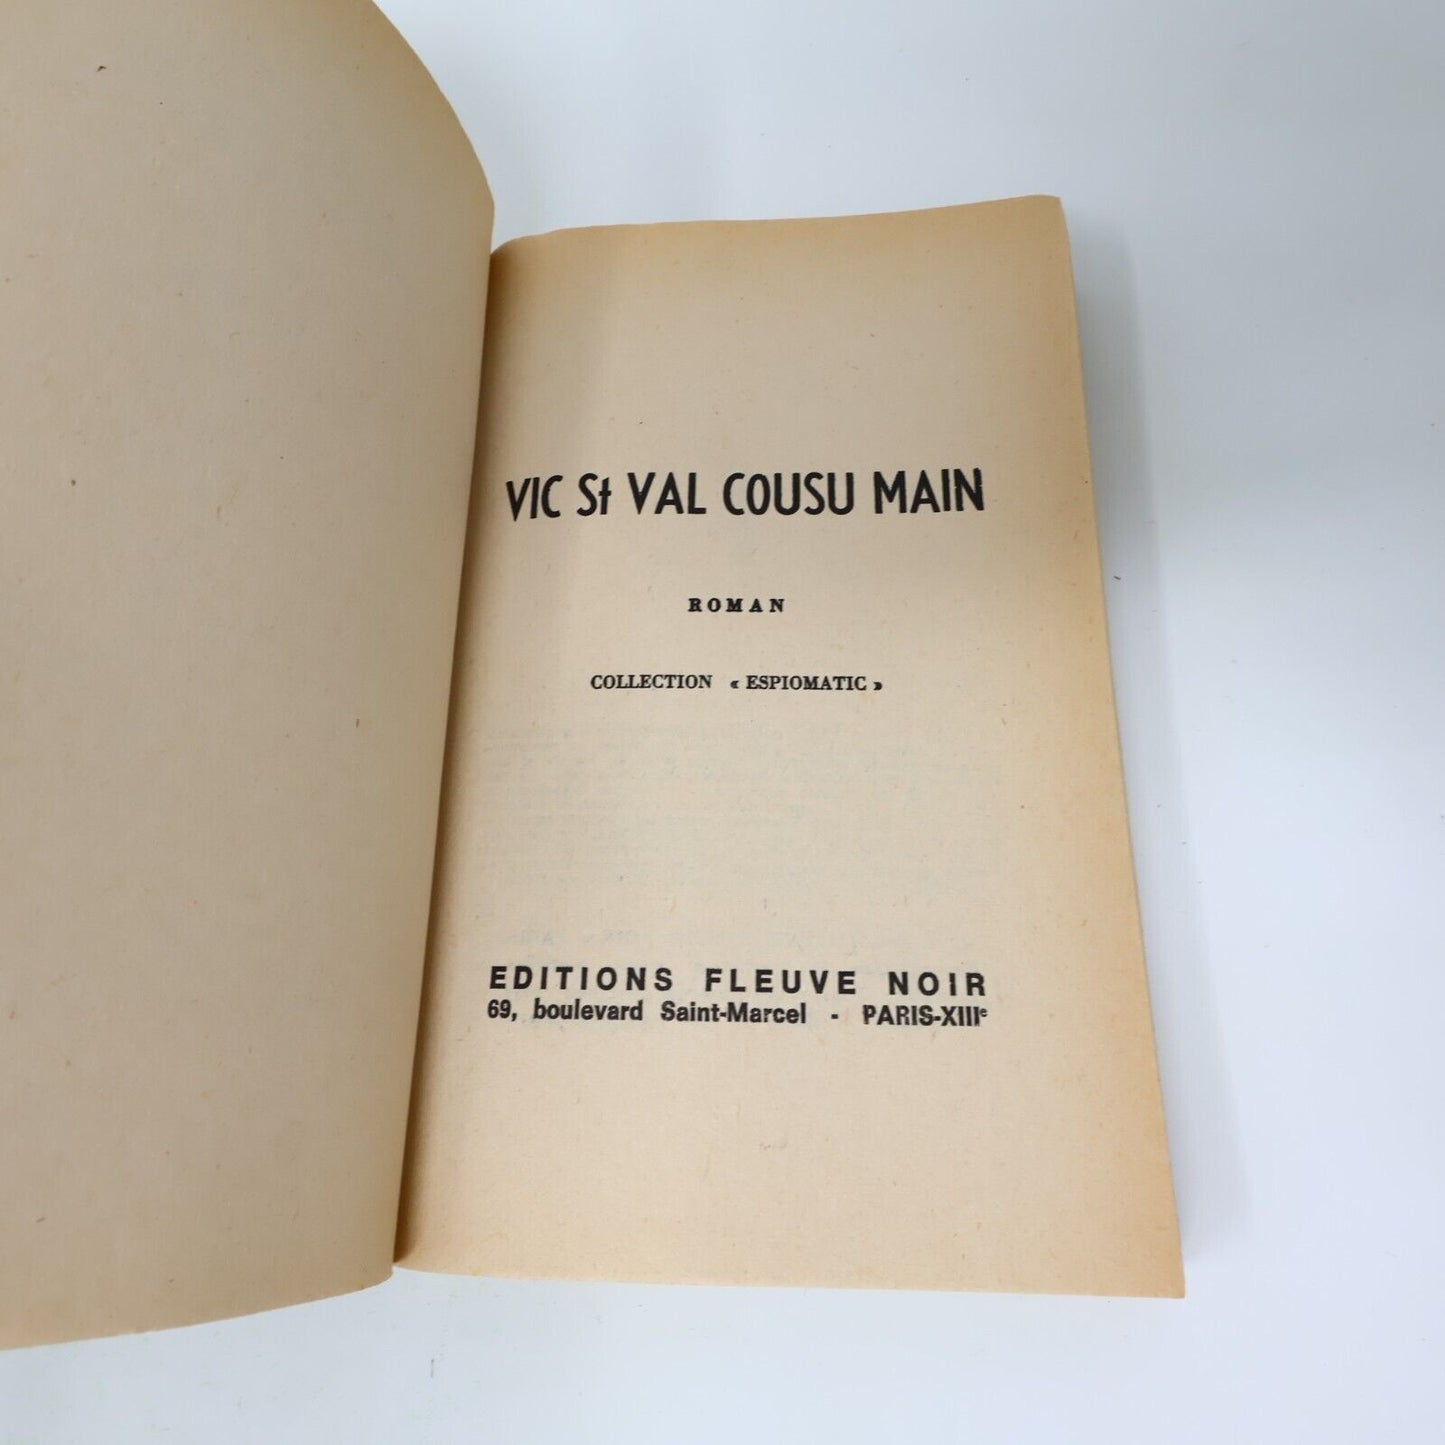 VIC St VAL COUSU MAIN
ROMAN
COLLECTION « ESPIOMATIC »
EDITIONS FLEUVE NOIR
69, boulevard Saint-Marcel - PARIS-XIIIe